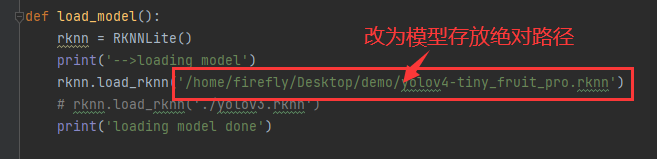 def load_model():
改为模型存放绝对路径
rknn = RKNNLite()
print('-->loading model')
rknn.load_rknn('/home/firefly/Desktop/demo/yolov4-tiny_fruit_pro.rknn')
# rknn.load_rknn('./yolov3.rknn')
print('loading model done')